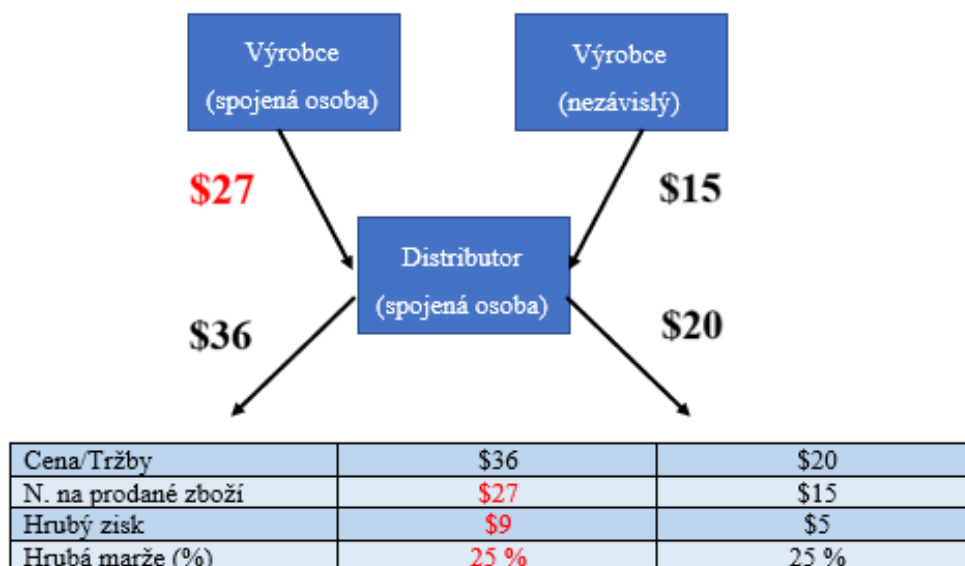 Výrobce
(spojená osoba)
Výrobce
(nezávislý)
$27
$15
Distributor
(spojená osoba)
$36
$20
Cena/Tržby $36 $20
N. na prodané zboží $27 $15
Hrubý zisk $9 $5
Hrubá marže (%) 25 % 25 %